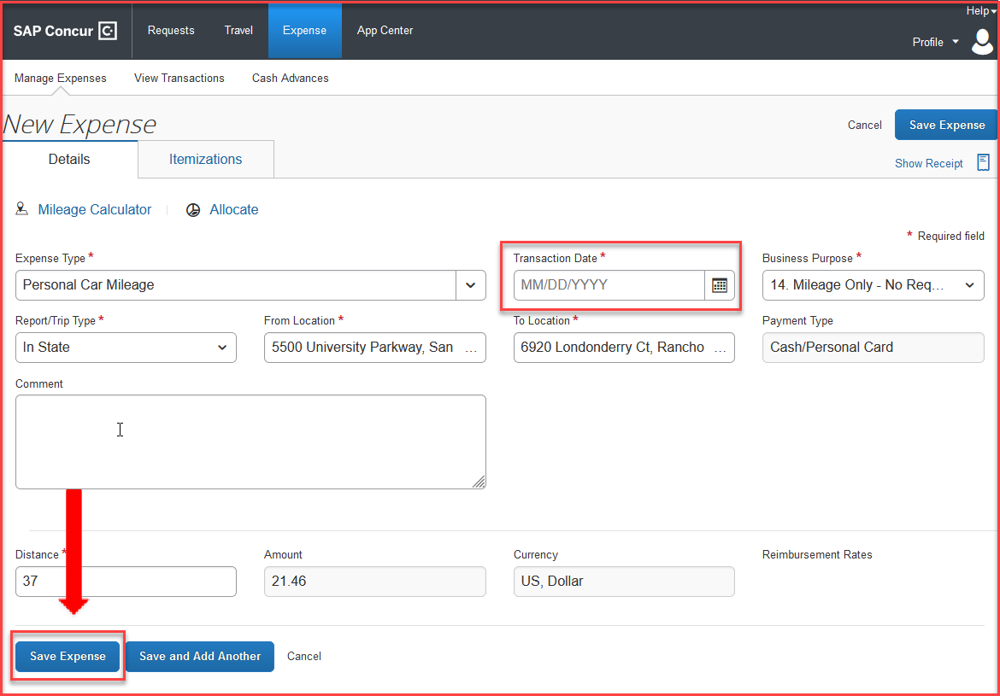 Help
SAP Concur C
Requests Travel Expense App Center
Profile
Manage Expenses View Transactions Cash Advances
New Expense
Cancel Save Expense
Details Itemizations
Show Receipt
Mileage Calculator Allocate
* Required field
Expense Type * Transaction Date * Business Purpose *
Personal Car Mileage MM/DD/YYYY 14. Mileage Only - No Req...
Report/Trip Type * From Location * To Location * Payment Type
In State 5500 University Parkway, San ... 6920 Londonderry Ct, Rancho ... Cash/Personal Card
Comment
Distance * Amount Currency Reimbursement Rates
37 21.46 US, Dollar
Save Expense Save and Add Another Cancel